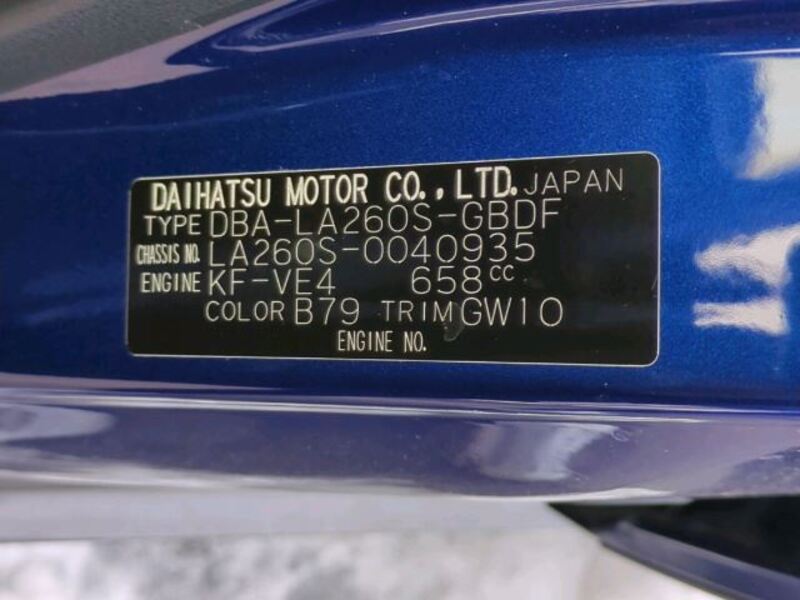 DAIHATSU MOTOR CO., LTD. JAPAN
TYPE DBA-LA260S-GBDF
CHASSIS NO. LA260S-0040935
ENGINE KF-VE4 658cc
COLOR B79 TRIM GW10
ENGINE NO.